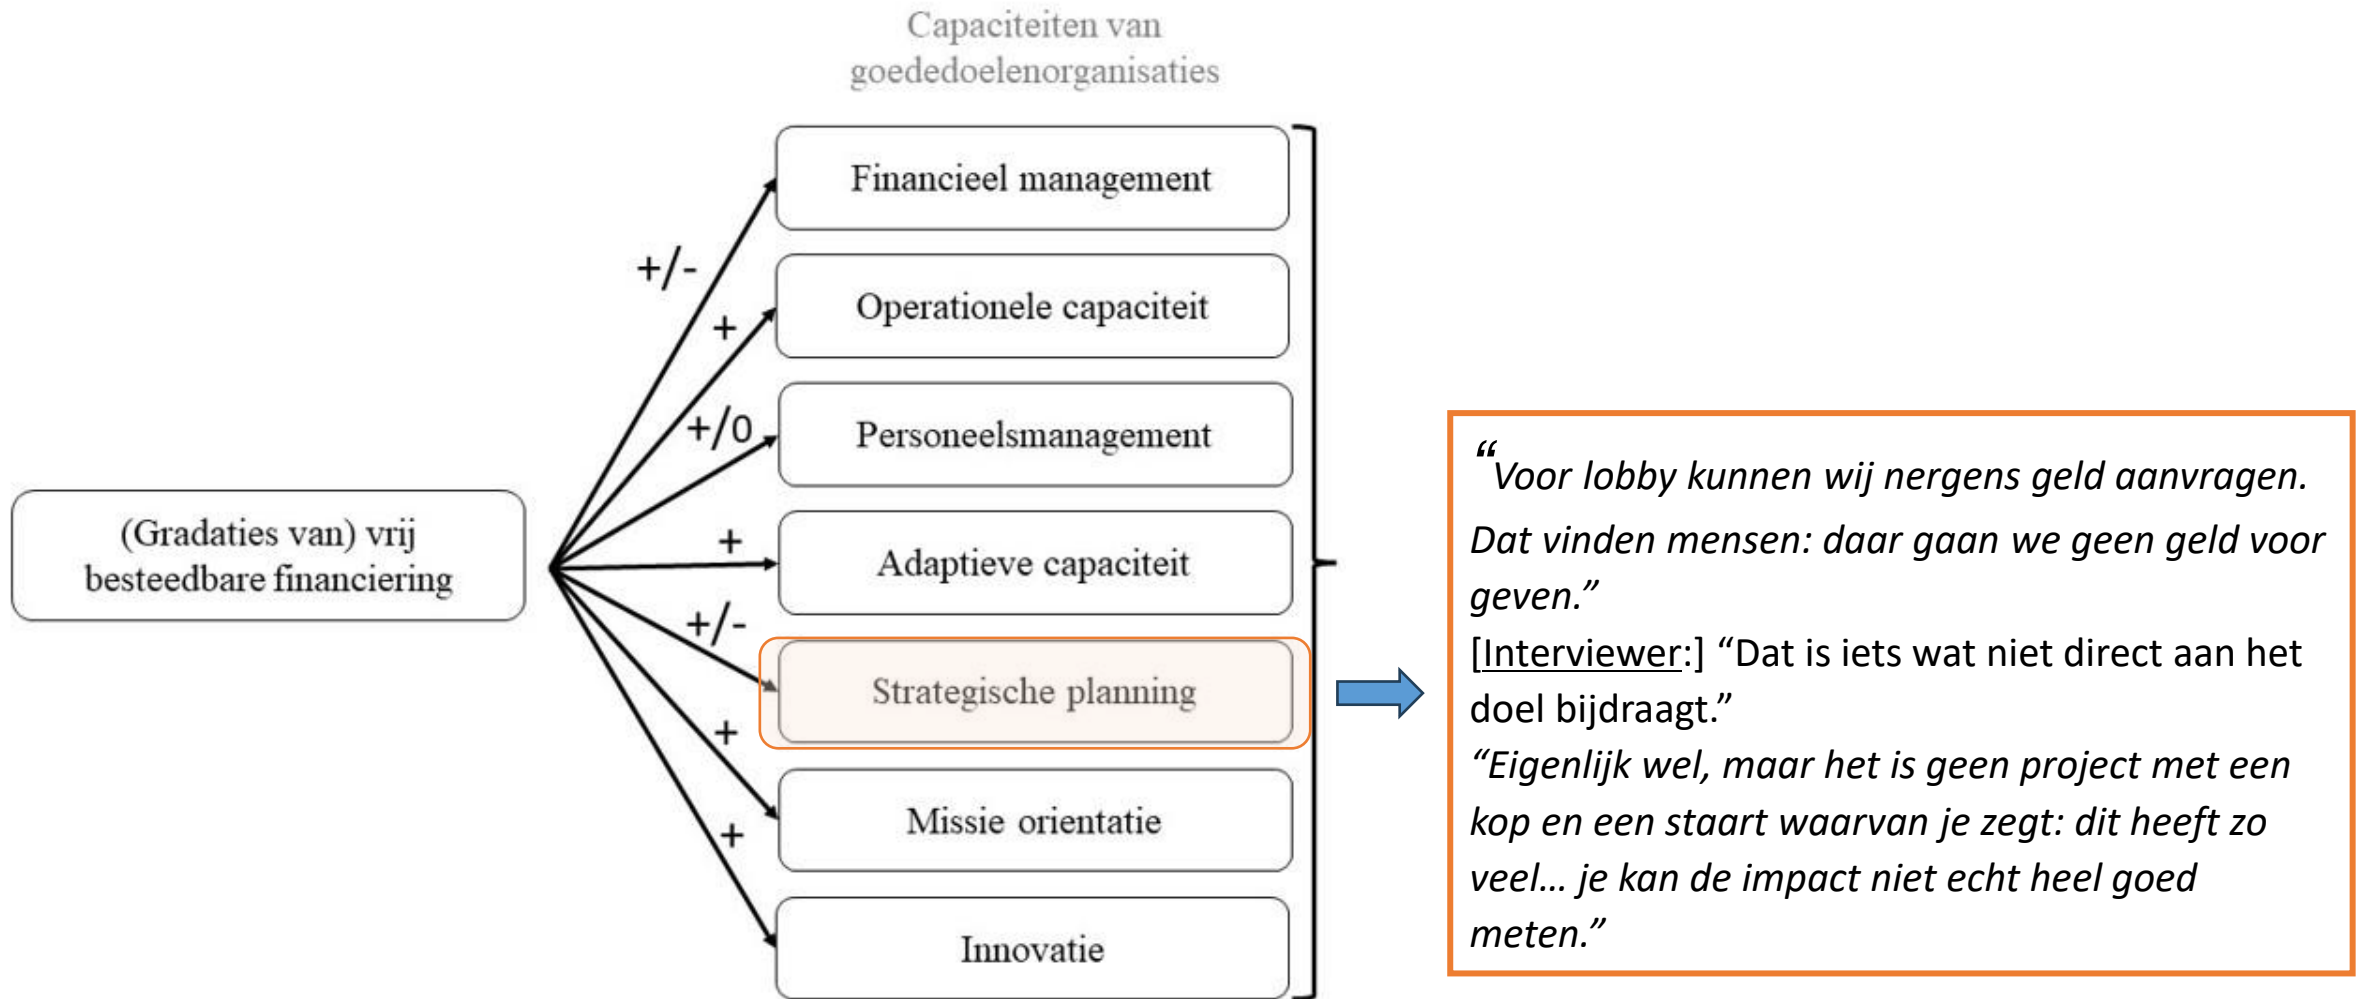 Capaciteiten van
goededoelenorganisaties
(Gradaties van) vrij
besteedbare financiering
+/-
+
+/0
+
+/-
+
+
Financieel management
Operationele capaciteit
Personeelsmanagement
Adaptieve capaciteit
Strategische planning
Missie orientatie
Innovatie
“Voor lobby kunnen wij nergens geld aanvragen.
Dat vinden mensen: daar gaan we geen geld voor
geven.”
[Interviewer:] “Dat is iets wat niet direct aan het
doel bijdraagt.”
“Eigenlijk wel, maar het is geen project met een
kop en een staart waarvan je zegt: dit heeft zo
veel… je kan de impact niet echt heel goed
meten.”